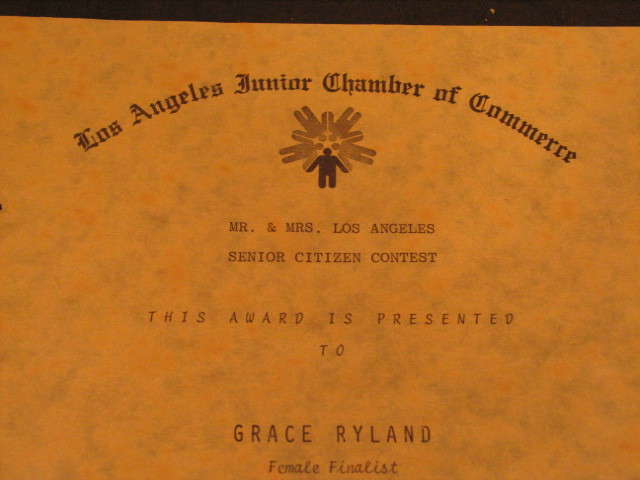 Los Angeles Junior Chamber of Commerce
MR. & MRS. LOS ANGELES
SENIOR CITIZEN CONTEST
THIS AWARD IS PRESENTED
TO
GRACE RYLAND
Female Finalist